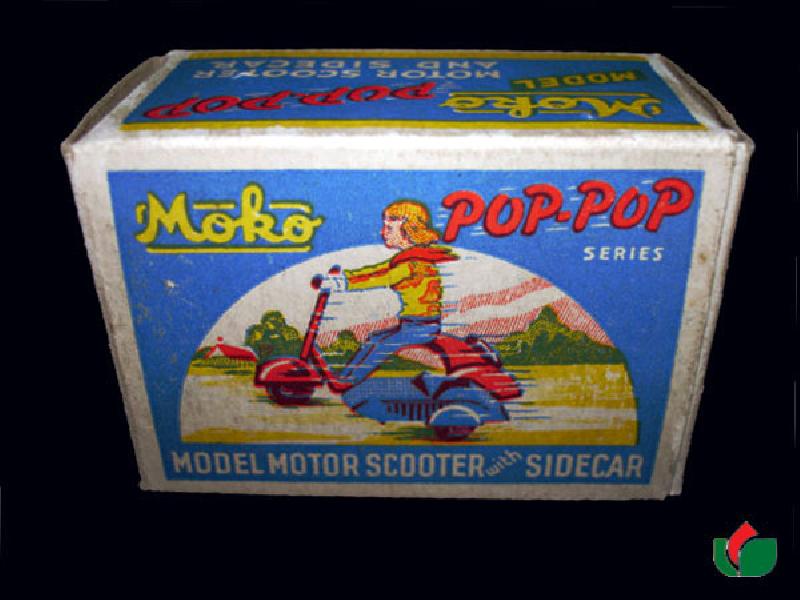 MOTOR SCOOTER
AND SIDECAR
MODEL
Moko
POP-POP
Moko
POP-POP
SERIES
MODEL MOTOR SCOOTER with SIDECAR